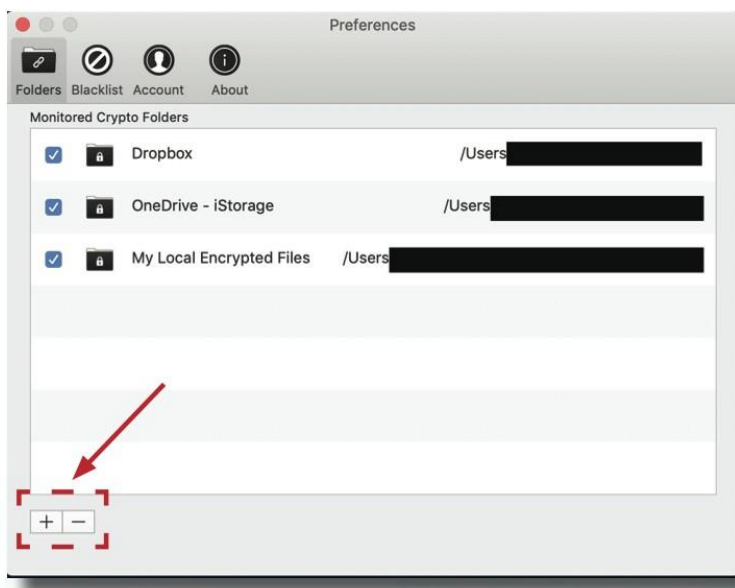 Preferences
Folders Blacklist Account About
Monitored Crypto Folders
Dropbox /Users
OneDrive - iStorage /Users
My Local Encrypted Files /Users
+ −